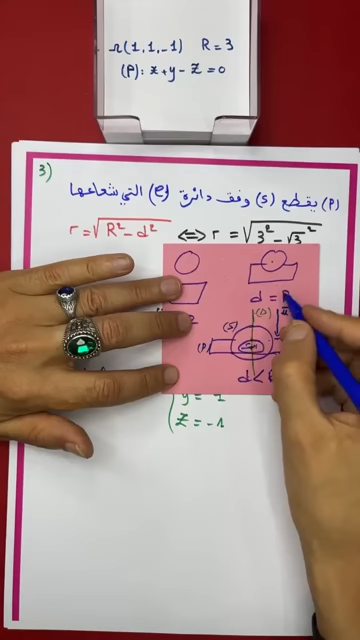 Ω(1,1,-1) R=3
(P): x+y-z=0
3)
(P) يقطع (S) وفق دائرة (C) التي شعاعها
r=√R²-d² ⟺ r=√3²-√3²
d = R
(Δ)
(S)
(P)
d<
y = 1
z = -1